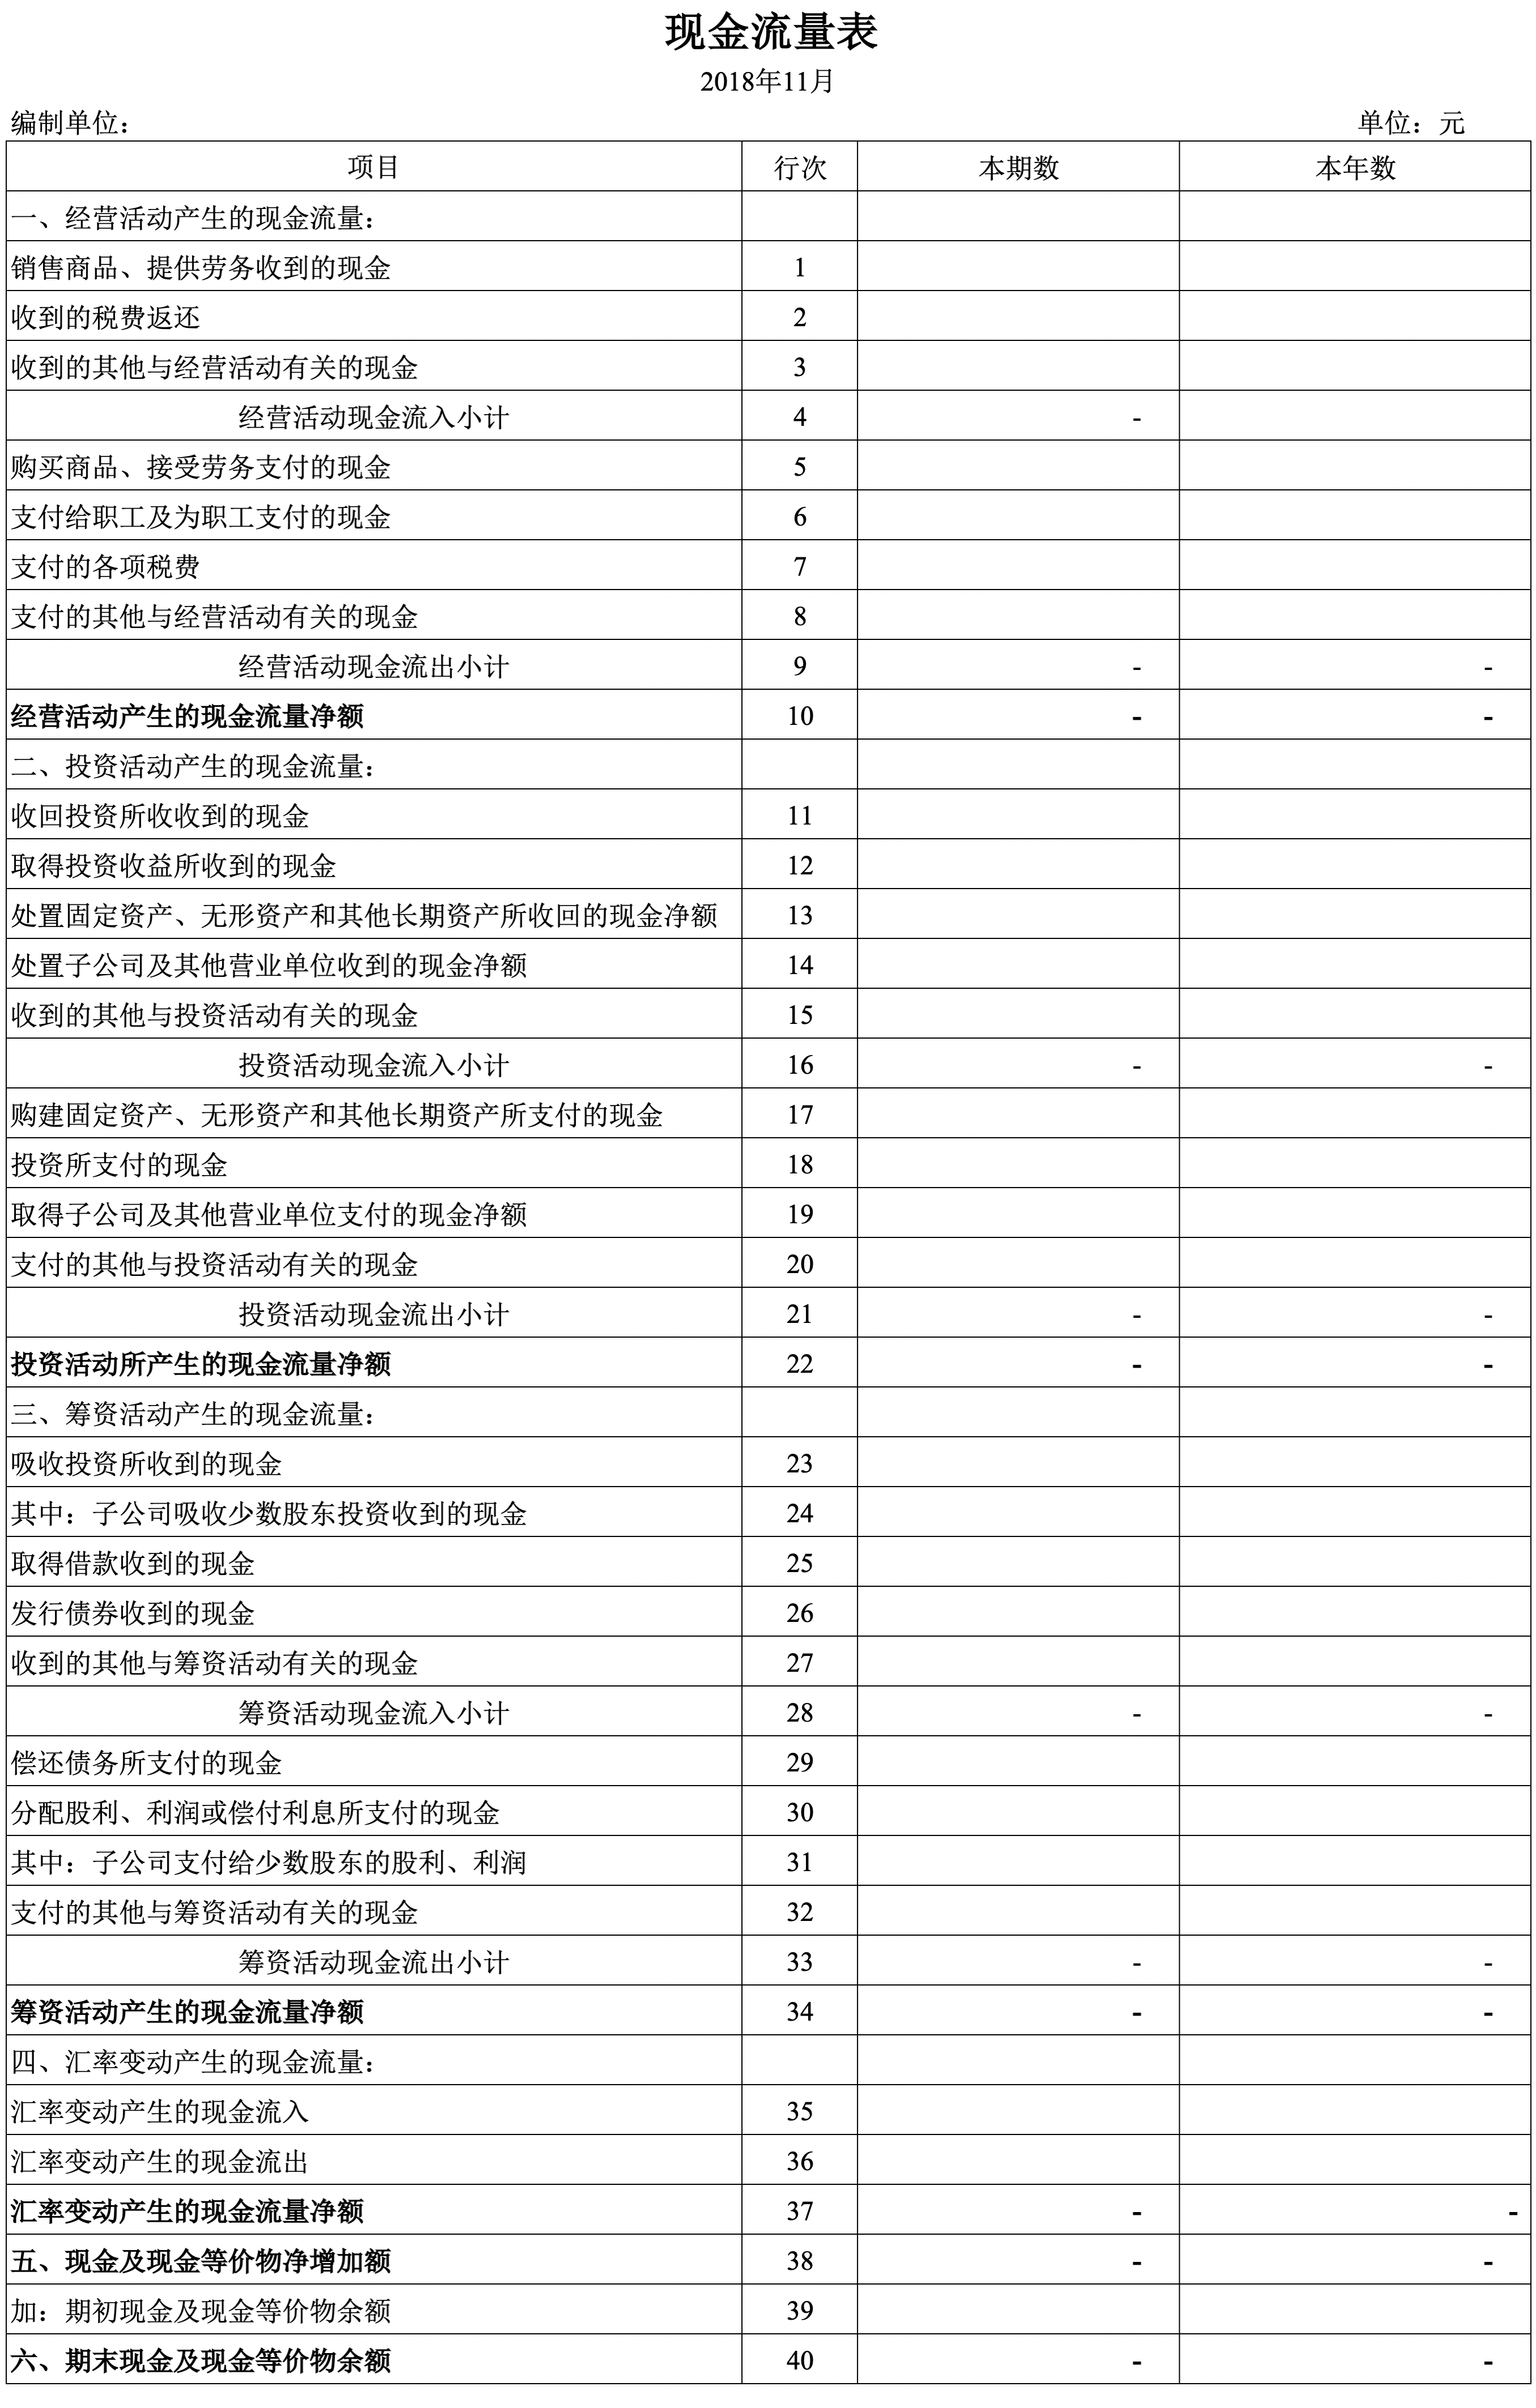 现金流量表
2018年11月
编制单位： 单位：元
项目 行次 本期数 本年数
一、经营活动产生的现金流量：
销售商品、提供劳务收到的现金 1
收到的税费返还 2
收到的其他与经营活动有关的现金 3
经营活动现金流入小计 4 -
购买商品、接受劳务支付的现金 5
支付给职工及为职工支付的现金 6
支付的各项税费 7
支付的其他与经营活动有关的现金 8
经营活动现金流出小计 9 - -
经营活动产生的现金流量净额 10 - -
二、投资活动产生的现金流量：
收回投资所收收到的现金 11
取得投资收益所收到的现金 12
处置固定资产、无形资产和其他长期资产所收回的现金净额 13
处置子公司及其他营业单位收到的现金净额 14
收到的其他与投资活动有关的现金 15
投资活动现金流入小计 16 - -
购建固定资产、无形资产和其他长期资产所支付的现金 17
投资所支付的现金 18
取得子公司及其他营业单位支付的现金净额 19
支付的其他与投资活动有关的现金 20
投资活动现金流出小计 21 - -
投资活动所产生的现金流量净额 22 - -
三、筹资活动产生的现金流量：
吸收投资所收到的现金 23
其中：子公司吸收少数股东投资收到的现金 24
取得借款收到的现金 25
发行债券收到的现金 26
收到的其他与筹资活动有关的现金 27
筹资活动现金流入小计 28 - -
偿还债务所支付的现金 29
分配股利、利润或偿付利息所支付的现金 30
其中：子公司支付给少数股东的股利、利润 31
支付的其他与筹资活动有关的现金 32
筹资活动现金流出小计 33 - -
筹资活动产生的现金流量净额 34 - -
四、汇率变动产生的现金流量：
汇率变动产生的现金流入 35
汇率变动产生的现金流出 36
汇率变动产生的现金流量净额 37 - -
五、现金及现金等价物净增加额 38 - -
加：期初现金及现金等价物余额 39
六、期末现金及现金等价物余额 40 - -